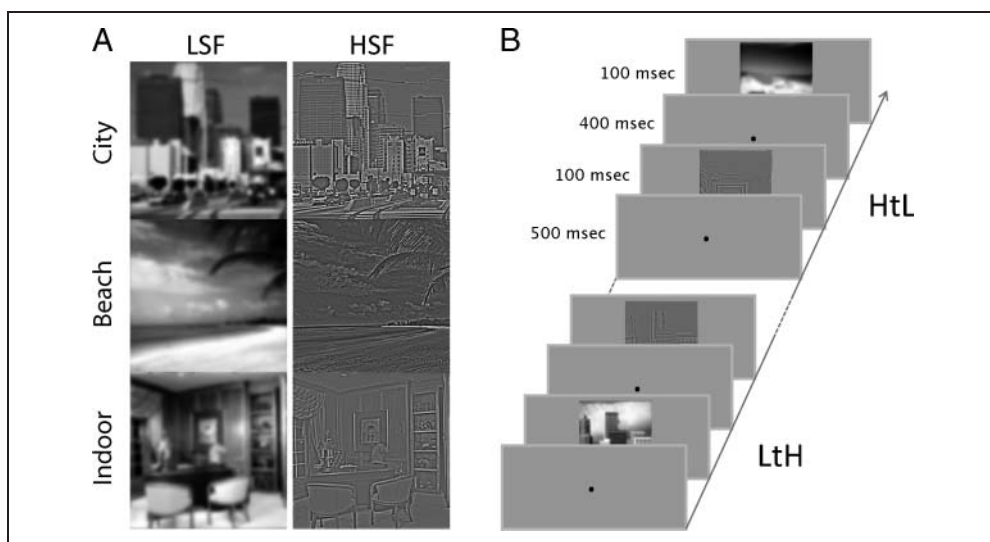 A
LSF HSF
City
Beach
Indoor
B
100 msec
400 msec
100 msec
500 msec
HtL
LtH